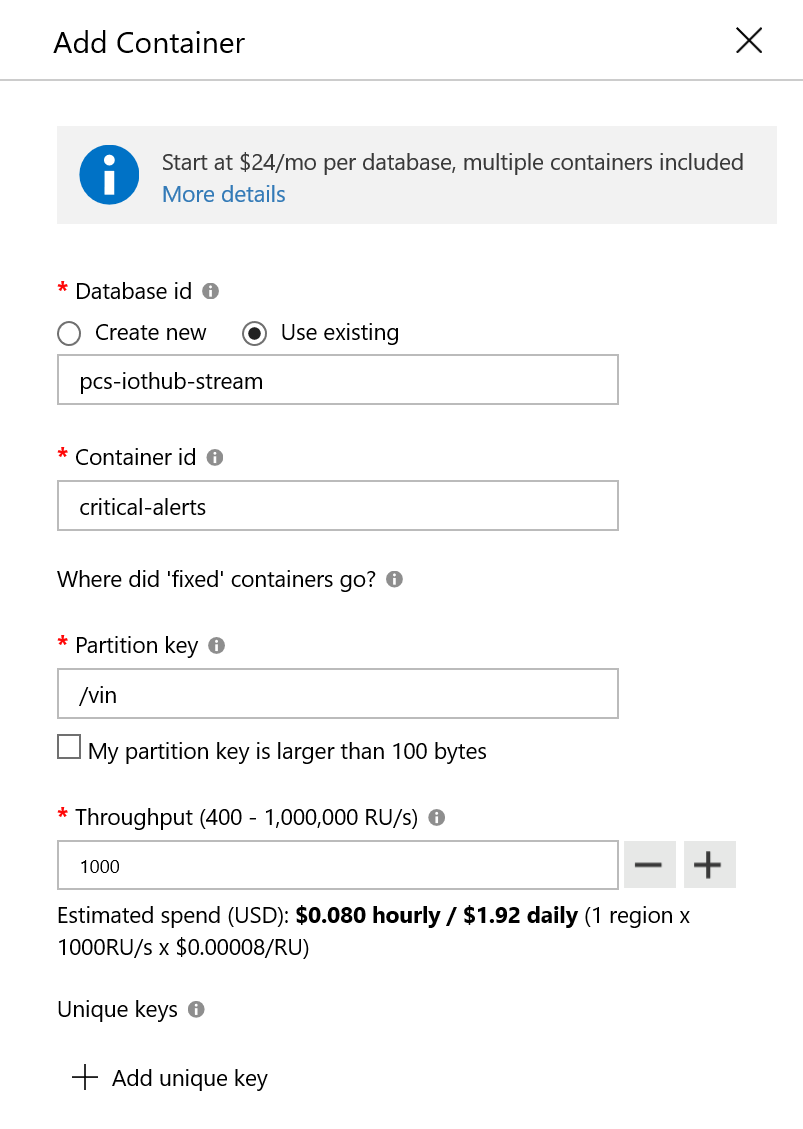 Add Container
Start at $24/mo per database, multiple containers included
More details
* Database id
Create new
Use existing
pcs-iothub-stream
* Container id
critical-alerts
Where did 'fixed' containers go?
* Partition key
/vin
My partition key is larger than 100 bytes
* Throughput (400 - 1,000,000 RU/s)
1000
Estimated spend (USD): $0.080 hourly / $1.92 daily (1 region x
1000RU/s x $0.00008/RU)
Unique keys
Add unique key